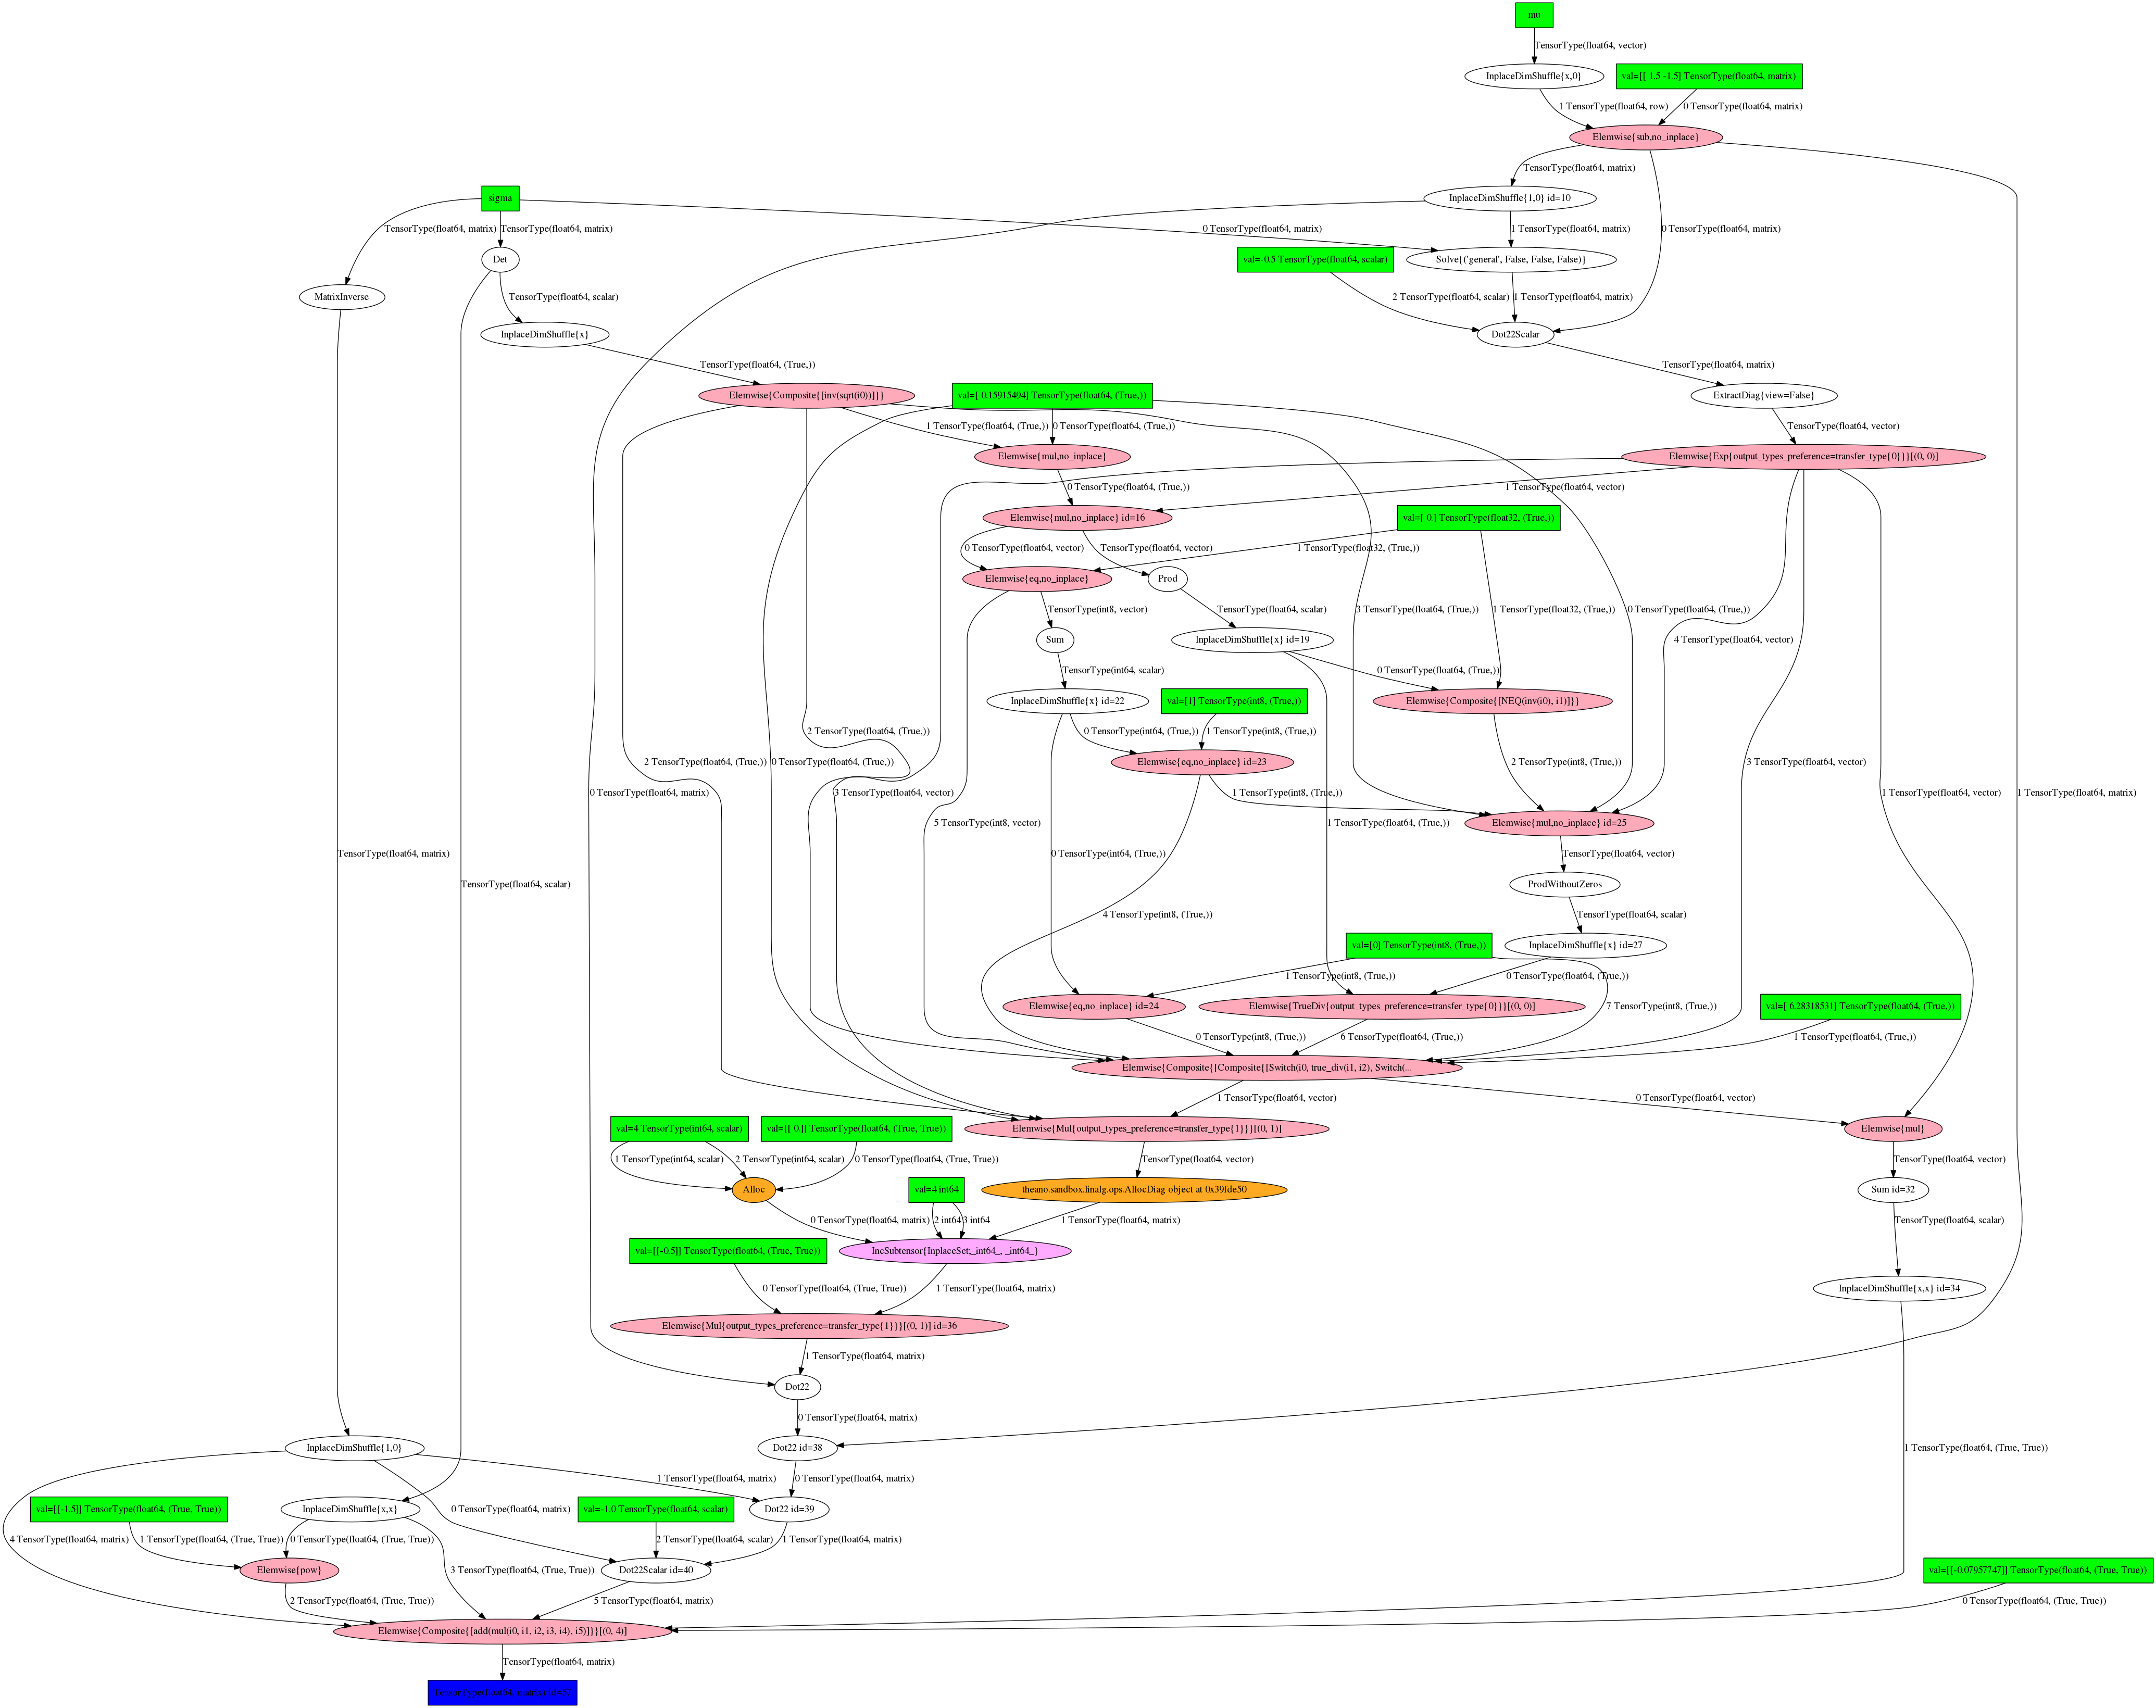 mu
TensorType(float64, vector)
InplaceDimShuffle{x,0}
val=[[ 1.5 -1.5] TensorType(float64, matrix)
1 TensorType(float64, row)
0 TensorType(float64, matrix)
Elemwise{sub,no_inplace}
TensorType(float64, matrix)
sigma
InplaceDimShuffle{1,0} id=10
TensorType(float64, matrix)
TensorType(float64, matrix)
0 TensorType(float64, matrix)
1 TensorType(float64, matrix)
0 TensorType(float64, matrix)
Det
val=-0.5 TensorType(float64, scalar)
Solve{('general', False, False, False)}
MatrixInverse
TensorType(float64, scalar)
2 TensorType(float64, scalar)
1 TensorType(float64, matrix)
InplaceDimShuffle{x}
Dot22Scalar
TensorType(float64, (True,))
TensorType(float64, matrix)
Elemwise{Composite{[inv(sqrt(i0))]}}
val=[ 0.15915494] TensorType(float64, (True,))
ExtractDiag{view=False}
1 TensorType(float64, (True,))
0 TensorType(float64, (True,))
TensorType(float64, vector)
Elemwise{mul,no_inplace}
Elemwise{Exp{output_types_preference=transfer_type{0}}}[(0, 0)]
0 TensorType(float64, (True,))
1 TensorType(float64, vector)
Elemwise{mul,no_inplace} id=16
val=[ 0.] TensorType(float32, (True,))
0 TensorType(float64, vector)
TensorType(float64, vector)
1 TensorType(float32, (True,))
Elemwise{eq,no_inplace}
Prod
TensorType(int8, vector)
TensorType(float64, scalar)
3 TensorType(float64, (True,))
1 TensorType(float32, (True,))
0 TensorType(float64, (True,))
Sum
InplaceDimShuffle{x} id=19
4 TensorType(float64, vector)
TensorType(int64, scalar)
0 TensorType(float64, (True,))
InplaceDimShuffle{x} id=22
val=[1] TensorType(int8, (True,))
Elemwise{Composite{[NEQ(inv(i0), i1)]}}
2 TensorType(float64, (True,))
0 TensorType(int64, (True,))
1 TensorType(int8, (True,))
2 TensorType(float64, (True,))
0 TensorType(float64, (True,))
Elemwise{eq,no_inplace} id=23
2 TensorType(int8, (True,))
3 TensorType(float64, vector)
0 TensorType(float64, matrix)
3 TensorType(float64, vector)
1 TensorType(int8, (True,))
1 TensorType(float64, vector)
1 TensorType(float64, matrix)
5 TensorType(int8, vector)
1 TensorType(float64, (True,))
Elemwise{mul,no_inplace} id=25
TensorType(float64, matrix)
0 TensorType(int64, (True,))
TensorType(float64, vector)
TensorType(float64, scalar)
ProdWithoutZeros
4 TensorType(int8, (True,))
TensorType(float64, scalar)
val=[0] TensorType(int8, (True,))
InplaceDimShuffle{x} id=27
1 TensorType(int8, (True,))
0 TensorType(float64, (True,))
Elemwise{eq,no_inplace} id=24
Elemwise{TrueDiv{output_types_preference=transfer_type{0}}}[(0, 0)]
7 TensorType(int8, (True,))
val=[ 6.28318531] TensorType(float64, (True,))
0 TensorType(int8, (True,))
6 TensorType(float64, (True,))
1 TensorType(float64, (True,))
Elemwise{Composite{[Composite{[Switch(i0, true_div(i1, i2), Switch(...
1 TensorType(float64, vector)
0 TensorType(float64, vector)
val=4 TensorType(int64, scalar)
val=[[ 0.]] TensorType(float64, (True, True))
Elemwise{Mul{output_types_preference=transfer_type{1}}}[(0, 1)]
Elemwise{mul}
1 TensorType(int64, scalar)
2 TensorType(int64, scalar)
0 TensorType(float64, (True, True))
TensorType(float64, vector)
TensorType(float64, vector)
Alloc
val=4 int64
theano.sandbox.linalg.ops.AllocDiag object at 0x39fde50
Sum id=32
0 TensorType(float64, matrix)
2 int64
3 int64
1 TensorType(float64, matrix)
TensorType(float64, scalar)
val=[[-0.5]] TensorType(float64, (True, True))
IncSubtensor{InplaceSet;_int64_, _int64_}
0 TensorType(float64, (True, True))
1 TensorType(float64, matrix)
InplaceDimShuffle{x,x} id=34
Elemwise{Mul{output_types_preference=transfer_type{1}}}[(0, 1)] id=36
1 TensorType(float64, matrix)
Dot22
0 TensorType(float64, matrix)
InplaceDimShuffle{1,0}
Dot22 id=38
1 TensorType(float64, (True, True))
1 TensorType(float64, matrix)
0 TensorType(float64, matrix)
val=[[-1.5]] TensorType(float64, (True, True))
InplaceDimShuffle{x,x}
0 TensorType(float64, matrix)
val=-1.0 TensorType(float64, scalar)
Dot22 id=39
4 TensorType(float64, matrix)
1 TensorType(float64, (True, True))
0 TensorType(float64, (True, True))
2 TensorType(float64, scalar)
1 TensorType(float64, matrix)
Elemwise{pow}
3 TensorType(float64, (True, True))
Dot22Scalar id=40
val=[[-0.07957747]] TensorType(float64, (True, True))
2 TensorType(float64, (True, True))
5 TensorType(float64, matrix)
0 TensorType(float64, (True, True))
Elemwise{Composite{[add(mul(i0, i1, i2, i3, i4), i5)]}}[(0, 4)]
TensorType(float64, matrix)
TensorType(float64, matrix) id=57